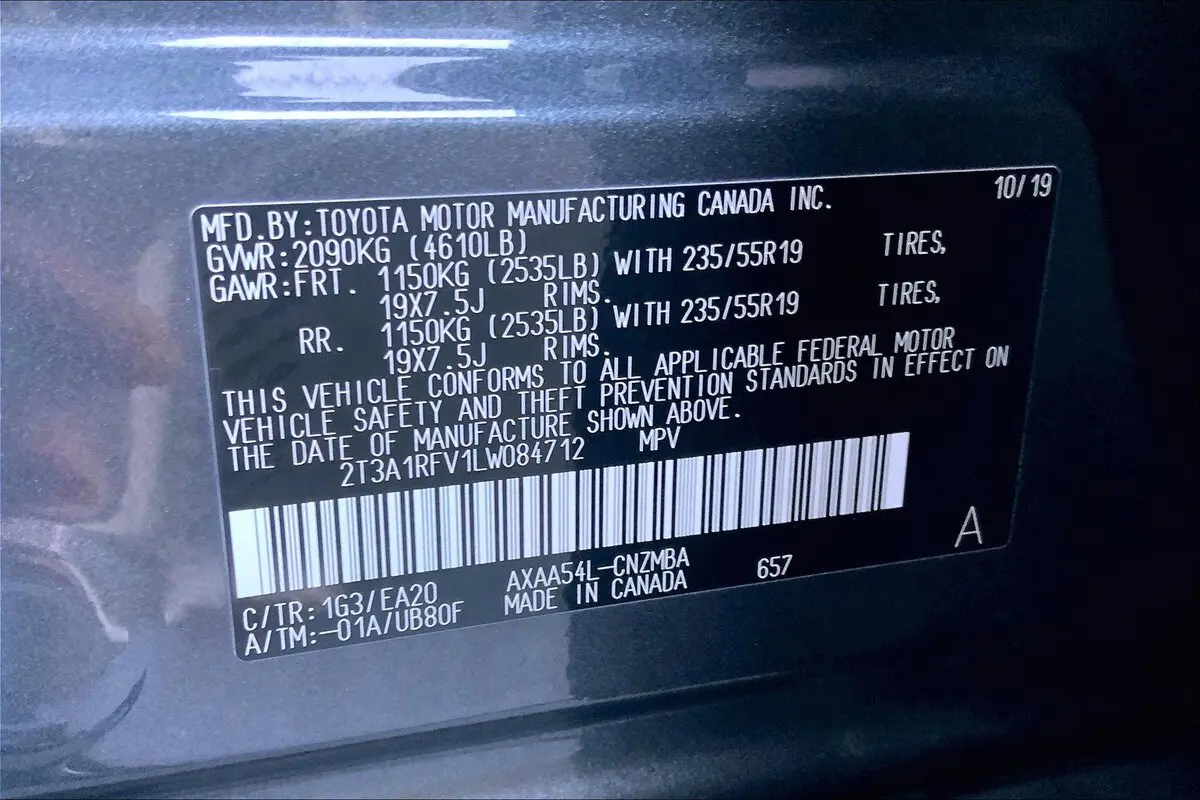 MFD.BY:TOYOTA MOTOR MANUFACTURING CANADA INC. 10/19
GVWR:2090KG (4610LB)
GAWR:FRT. 1150KG (2535LB) WITH 235/55R19 TIRES,
19X7.5J RIMS.
RR. 1150KG (2535LB) WITH 235/55R19 TIRES,
19X7.5J RIMS.
THIS VEHICLE CONFORMS TO ALL APPLICABLE FEDERAL MOTOR
VEHICLE SAFETY AND THEFT PREVENTION STANDARDS IN EFFECT ON
THE DATE OF MANUFACTURE SHOWN ABOVE.
2T3A1RFV1LW084712 MPV
A
C/TR:1G3/EA20 AXAA54L-CNZMBA 657
A/TM:-01A/UB80F MADE IN CANADA